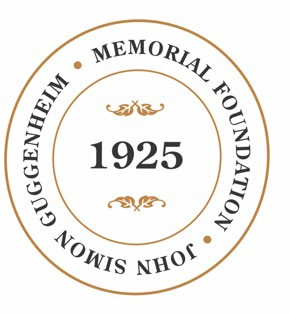 JOHN SIMON GUGGENHEIM • MEMORIAL FOUNDATION •
1925